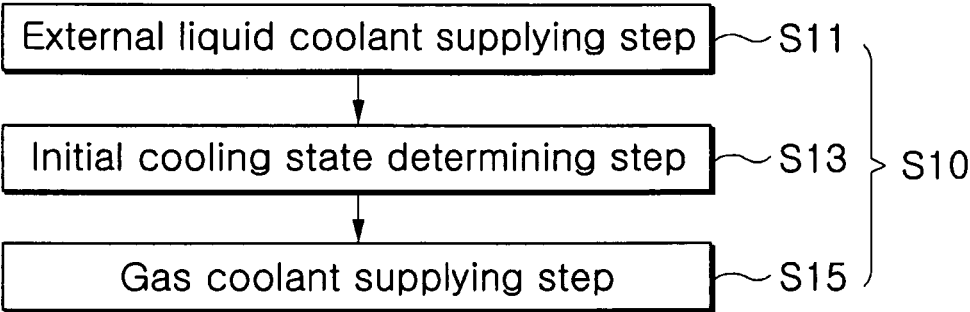 External liquid coolant supplying step S11
Initial cooling state determining step S13
S10
Gas coolant supplying step S15